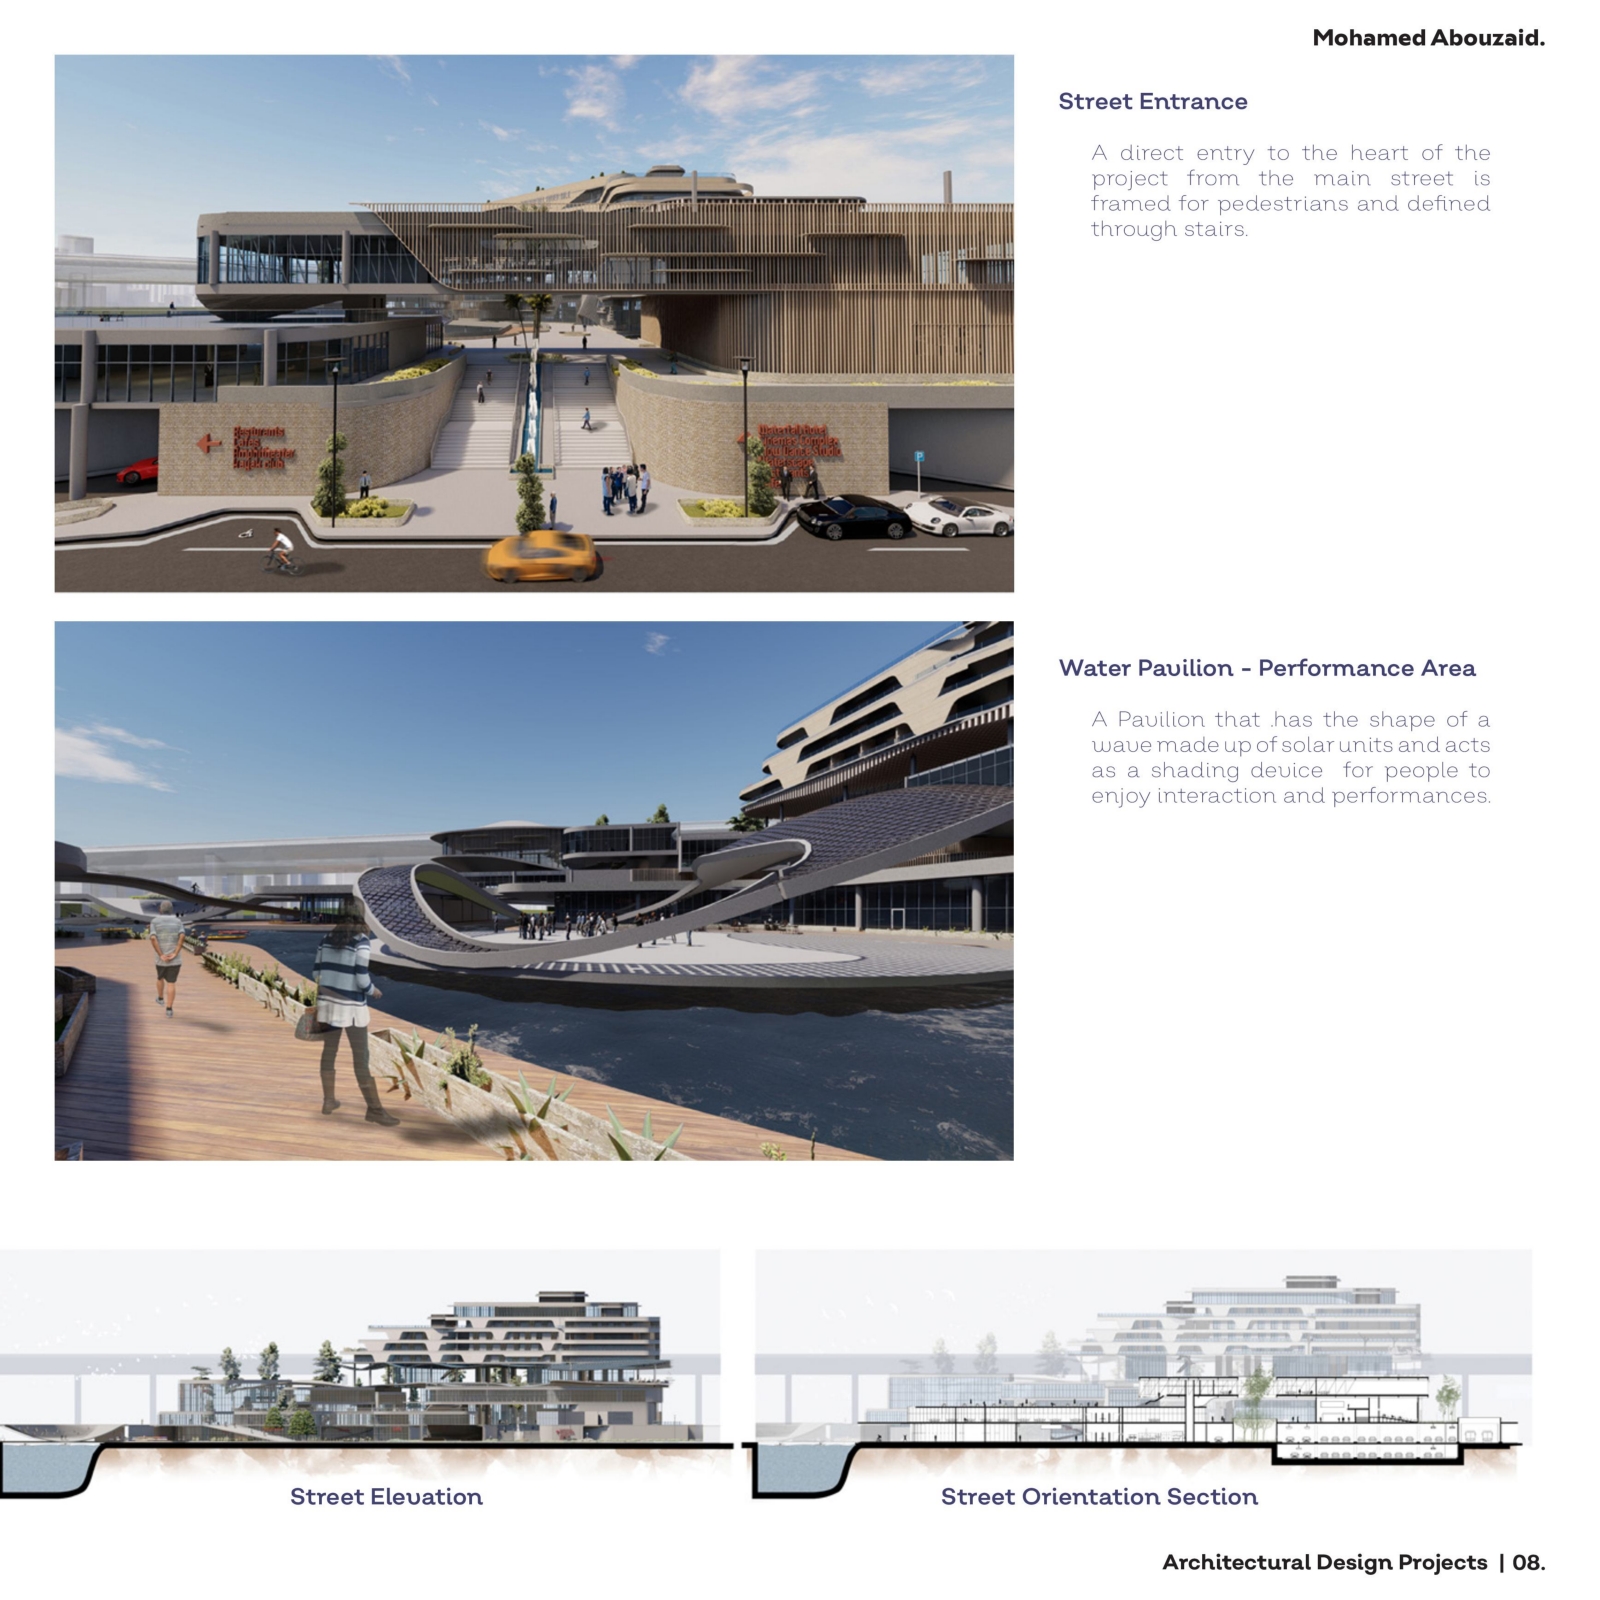 Mohamed Abouzaid.
Street Entrance
A direct entry to the heart of the
project from the main street is
framed for pedestrians and defined
through stairs.
P
Water Pavilion - Performance Area
A Pavilion that .has the shape of a
wave made up of solar units and acts
as a shading device for people to
enjoy interaction and performances.
Street Elevation
Street Orientation Section
Architectural Design Projects | 08.